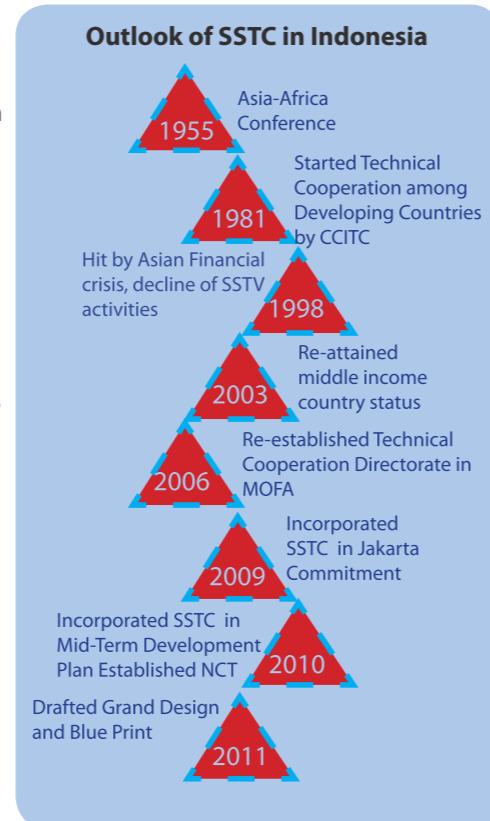 Outlook of SSTC in Indonesia
1955
Asia-Africa
Conference
1981
Started Technical
Cooperation among
Developing Countries
by CCITC
Hit by Asian Financial
crisis, decline of SSTV
activities
1998
2003
Re-attained
middle income
country status
2006
Re-established Technical
Cooperation Directorate in
MOFA
2009
Incorporated
SSTC in Jakarta
Commitment
Incorporated SSTC in
Mid-Term Development
Plan Established NCT
2010
Drafted Grand Design
and Blue Print
2011